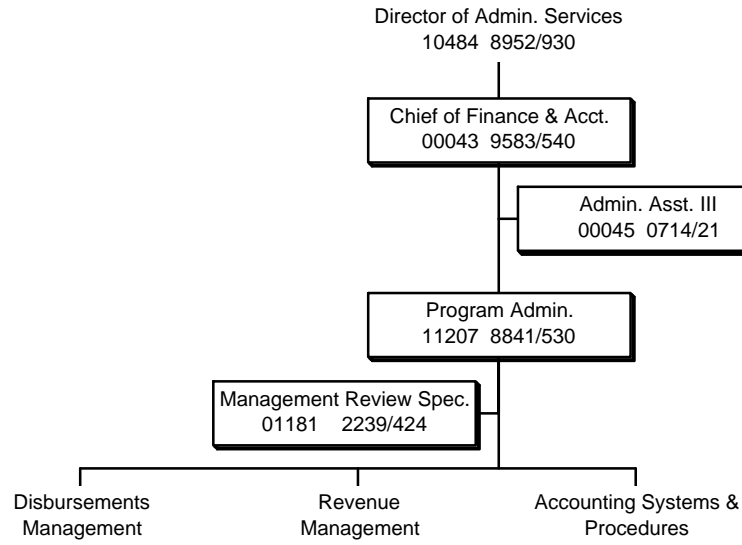 Director of Admin. Services
10484 8952/930
Chief of Finance & Acct.
00043 9583/540
Admin. Asst. III
00045 0714/21
Program Admin.
11207 8841/530
Management Review Spec.
01181 2239/424
Disbursements
Management
Revenue
Management
Accounting Systems &
Procedures